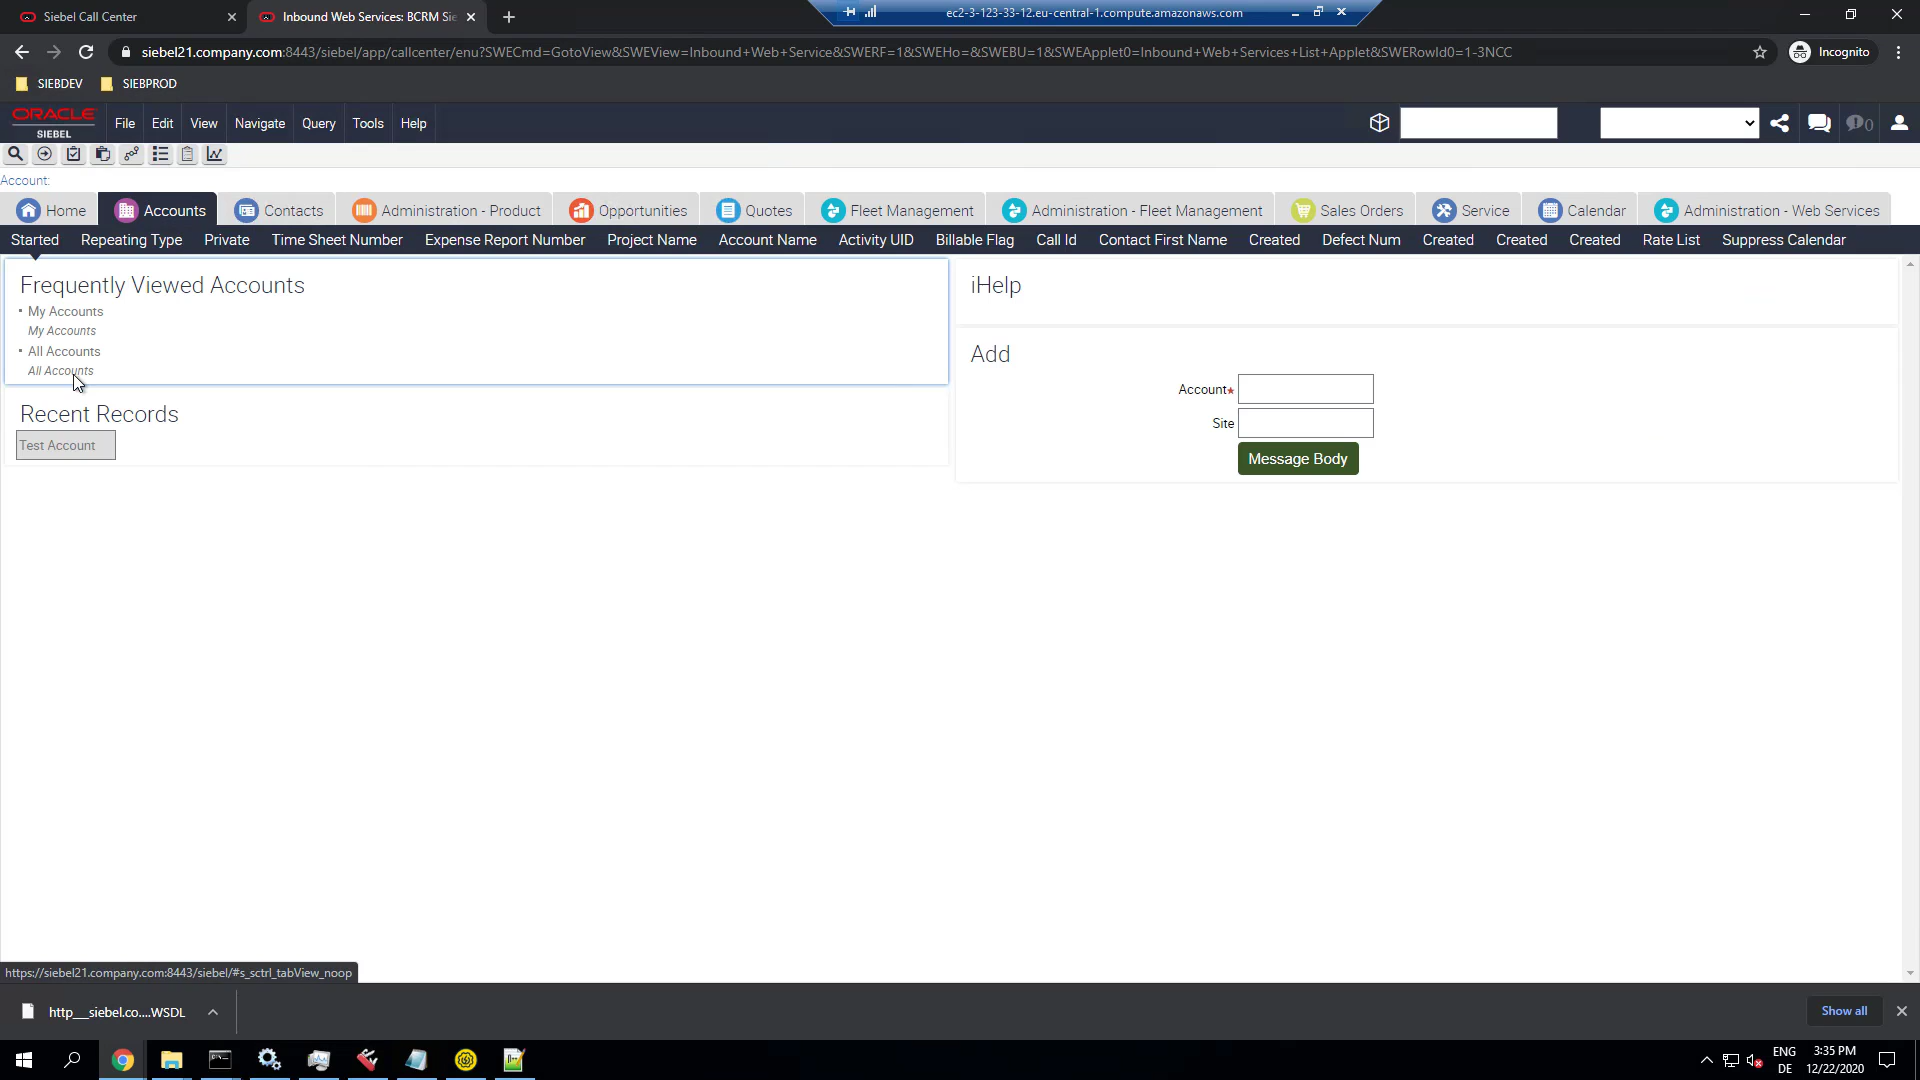 Siebel Call Center
Inbound Web Services: BCRM Sie
ec2-3-123-33-12.eu-central-1.compute.amazonaws.com
siebel21.company.com:8443/siebel/app/callcenter/enu?SWECmd=GotoView&SWEView=Inbound+Web+Service&SWERF=1&SWEHo=&SWEBU=1&SWEApplet0=Inbound+Web+Services+List+Applet&SWERowId0=1-3NCC
Incognito
SIEBDEV SIEBPROD
ORACLE
SIEBEL
File Edit View Navigate Query Tools Help
0
Account:
Home Accounts Contacts Administration - Product Opportunities Quotes Fleet Management Administration - Fleet Management Sales Orders Service Calendar Administration - Web Services
Started Repeating Type Private Time Sheet Number Expense Report Number Project Name Account Name Activity UID Billable Flag Call Id Contact First Name Created Defect Num Created Created Created Rate List Suppress Calendar
Frequently Viewed Accounts
My Accounts
My Accounts
All Accounts
All Accounts
Recent Records
Test Account
iHelp
Add
Account*
Site
Message Body
https://siebel21.company.com:8443/siebel/#s_sctrl_tabView_noop
http__siebel.co....WSDL
Show all
ENG
DE
3:35 PM
12/22/2020